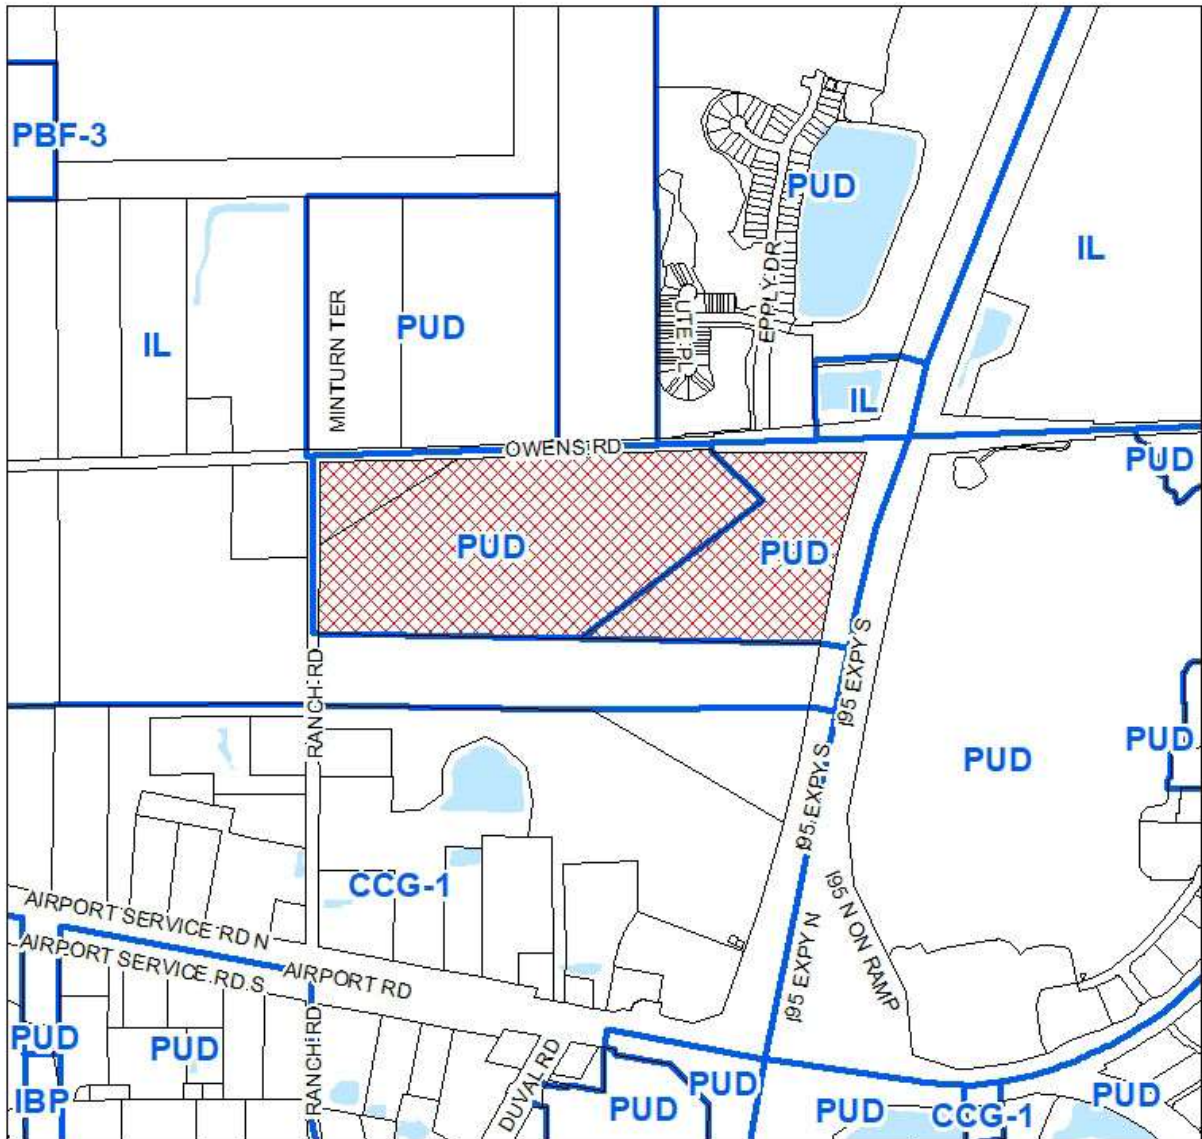 PBF-3
PUD
IL
EPPLY DR
UTE PL
MINTURN TER
PUD
IL
IL
OWENS RD
PUD
PUD
PUD
RANCH RD
I95 EXPY S
I95 EXPY S
PUD
PUD
CCG-1
I95 N ON RAMP
I95 EXPY N
AIRPORT SERVICE RD N
AIRPORT SERVICE RD S
AIRPORT RD
RANCH RD
DUVAL RD
PUD
PUD
IBP
PUD
PUD
PUD
CCG-1
PUD